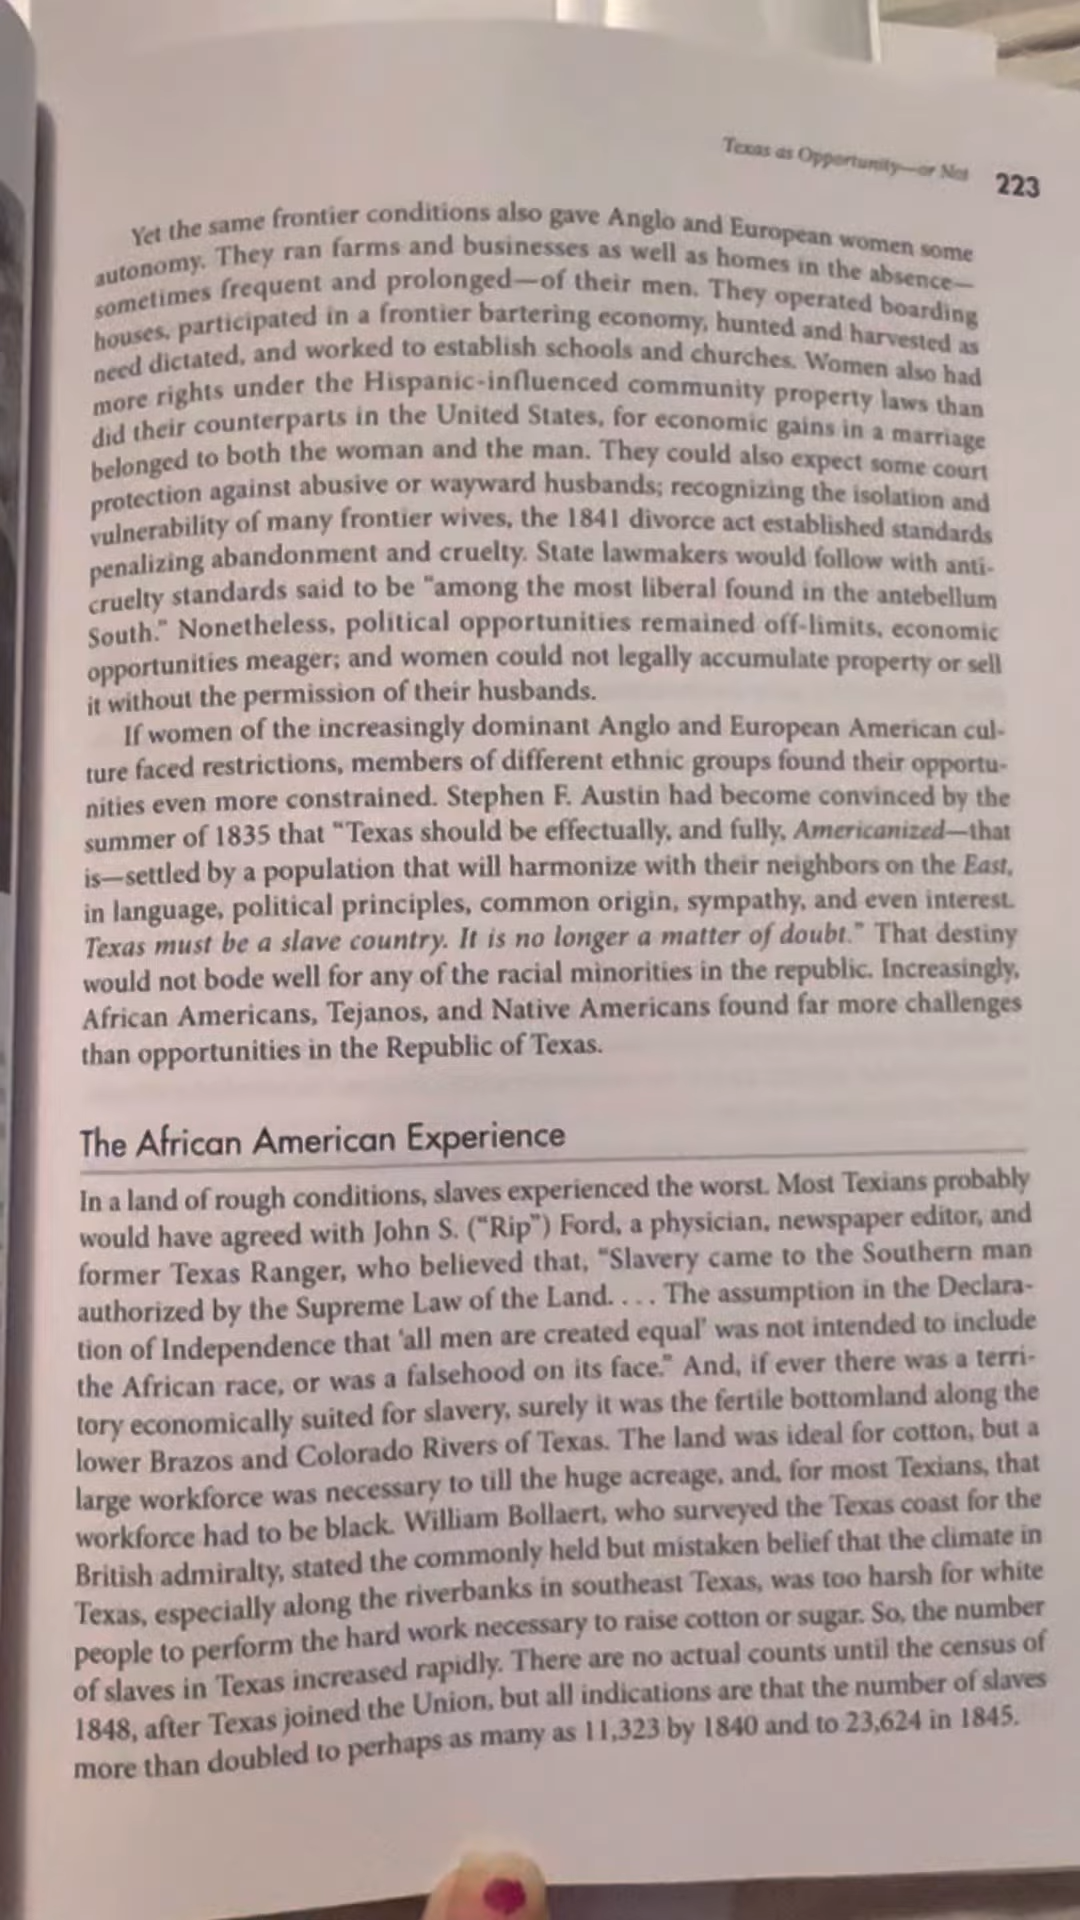 Texas as Opportunity—or Not 223
Yet the same frontier conditions also gave Anglo and European women some
autonomy. They ran farms and businesses as well as homes in the absence—
sometimes frequent and prolonged—of their men. They operated boarding
houses, participated in a frontier bartering economy, hunted and harvested as
need dictated, and worked to establish schools and churches. Women also had
more rights under the Hispanic-influenced community property laws than
did their counterparts in the United States, for economic gains in a marriage
belonged to both the woman and the man. They could also expect some court
protection against abusive or wayward husbands; recognizing the isolation and
vulnerability of many frontier wives, the 1841 divorce act established standards
penalizing abandonment and cruelty. State lawmakers would follow with anti-
cruelty standards said to be "among the most liberal found in the antebellum
South." Nonetheless, political opportunities remained off-limits, economic
opportunities meager; and women could not legally accumulate property or sell
it without the permission of their husbands.
If women of the increasingly dominant Anglo and European American cul-
ture faced restrictions, members of different ethnic groups found their opportu-
nities even more constrained. Stephen F. Austin had become convinced by the
summer of 1835 that "Texas should be effectually, and fully, Americanized—that
is—settled by a population that will harmonize with their neighbors on the East,
in language, political principles, common origin, sympathy, and even interest.
Texas must be a slave country. It is no longer a matter of doubt." That destiny
would not bode well for any of the racial minorities in the republic. Increasingly,
African Americans, Tejanos, and Native Americans found far more challenges
than opportunities in the Republic of Texas.
The African American Experience
In a land of rough conditions, slaves experienced the worst. Most Texians probably
would have agreed with John S. ("Rip") Ford, a physician, newspaper editor, and
former Texas Ranger, who believed that, "Slavery came to the Southern man
authorized by the Supreme Law of the Land. . . . The assumption in the Declara-
tion of Independence that 'all men are created equal' was not intended to include
the African race, or was a falsehood on its face." And, if ever there was a terri-
tory economically suited for slavery, surely it was the fertile bottomland along the
lower Brazos and Colorado Rivers of Texas. The land was ideal for cotton, but a
large workforce was necessary to till the huge acreage, and, for most Texians, that
workforce had to be black. William Bollaert, who surveyed the Texas coast for the
British admiralty, stated the commonly held but mistaken belief that the climate in
Texas, especially along the riverbanks in southeast Texas, was too harsh for white
people to perform the hard work necessary to raise cotton or sugar. So, the number
of slaves in Texas increased rapidly. There are no actual counts until the census of
1848, after Texas joined the Union, but all indications are that the number of slaves
more than doubled to perhaps as many as 11,323 by 1840 and to 23,624 in 1845.